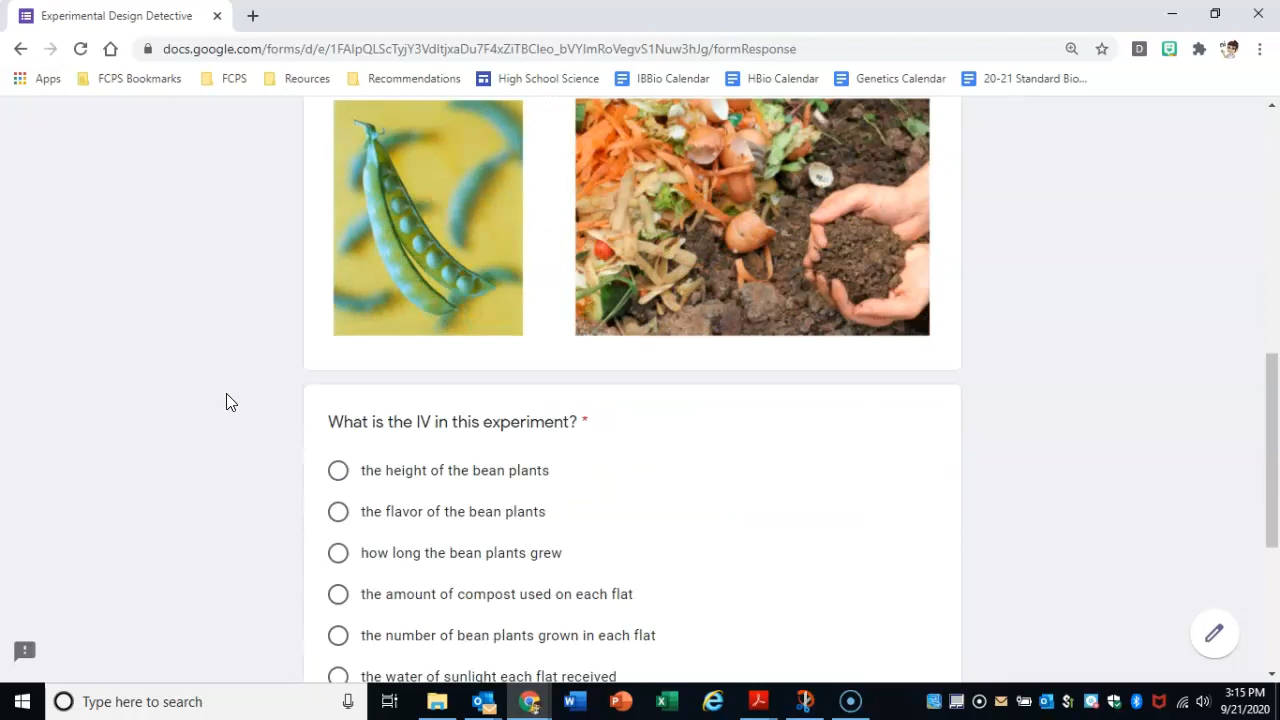 Experimental Design Detective
docs.google.com/forms/d/e/1FAIpQLScTyjY3VdltjxaDu7F4xZiTBCIeo_bVYlmRoVegvS1Nuw3hJg/formResponse
Apps FCPS Bookmarks FCPS Reources Recommendations High School Science IBBio Calendar HBio Calendar Genetics Calendar 20-21 Standard Bio...
What is the IV in this experiment? *
the height of the bean plants
the flavor of the bean plants
how long the bean plants grew
the amount of compost used on each flat
the number of bean plants grown in each flat
the water of sunlight each flat received
Type here to search
3:15 PM
9/21/2020